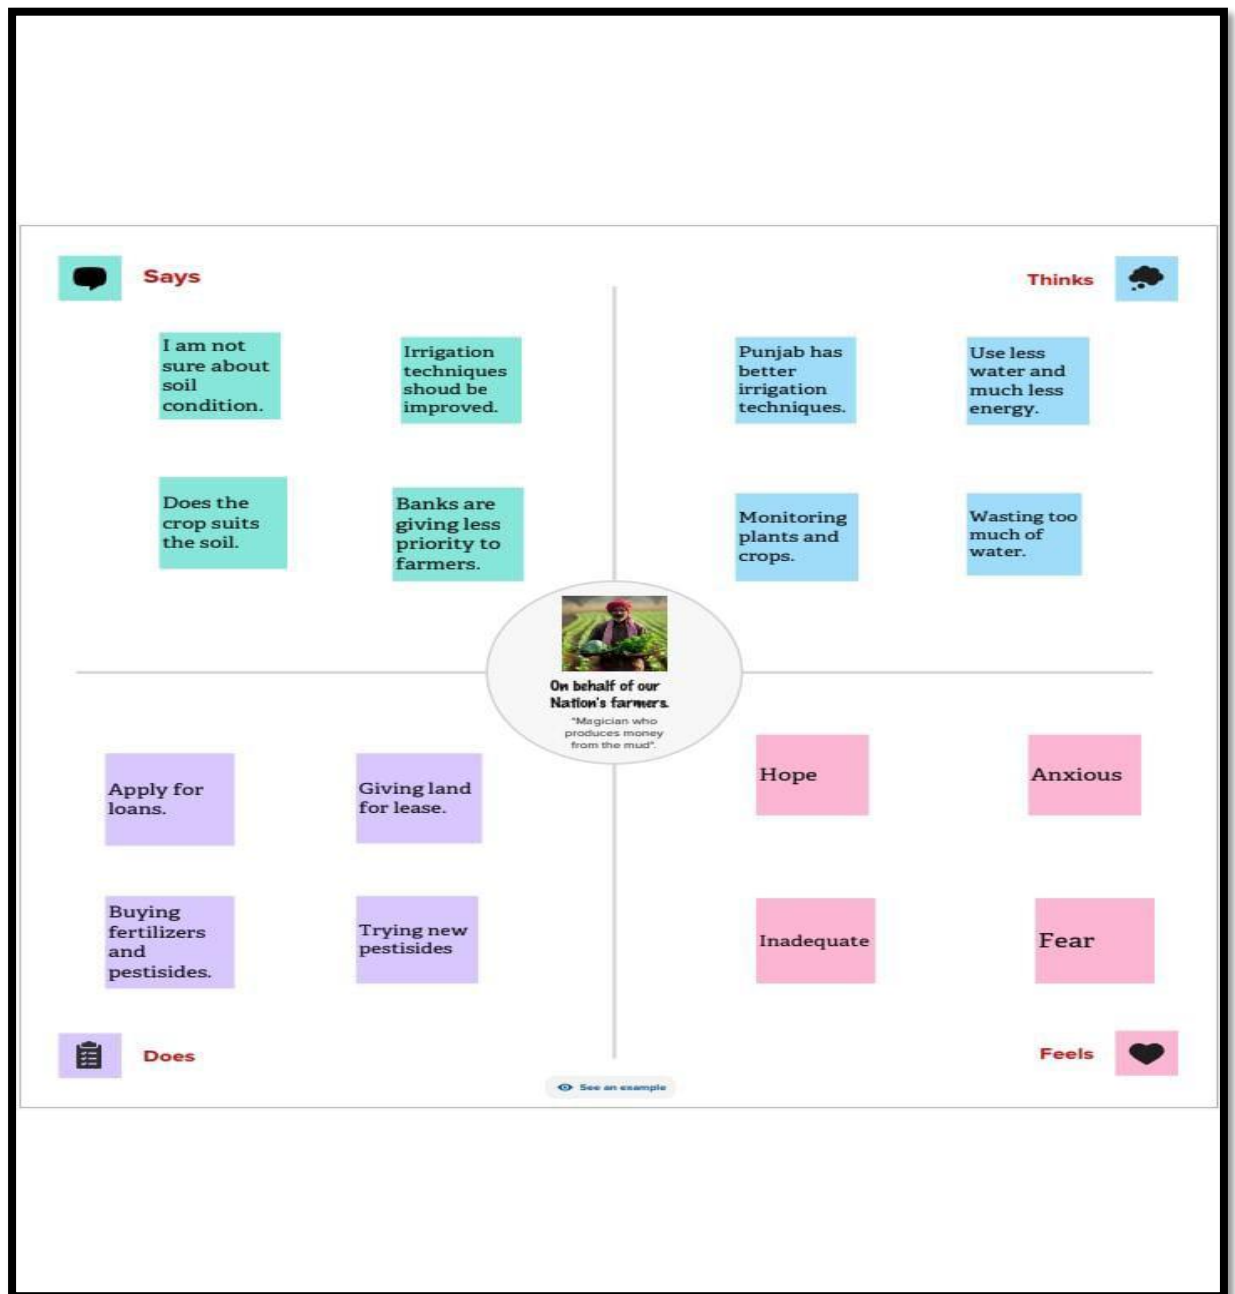 Says
I am not
sure about
soil
condition.
Irrigation
techniques
shoud be
improved.
Does the
crop suits
the soil.
Banks are
giving less
priority to
farmers.
Thinks
Punjab has
better
irrigation
techniques.
Use less
water and
much less
energy.
Monitoring
plants and
crops.
Wasting too
much of
water.
On behalf of our
Nation's farmers.
"Magician who
produces money
from the mud".
Apply for
loans.
Giving land
for lease.
Buying
fertilizers
and
pestisides.
Trying new
pestisides
Does
Hope
Anxious
Inadequate
Fear
Feels
See an example